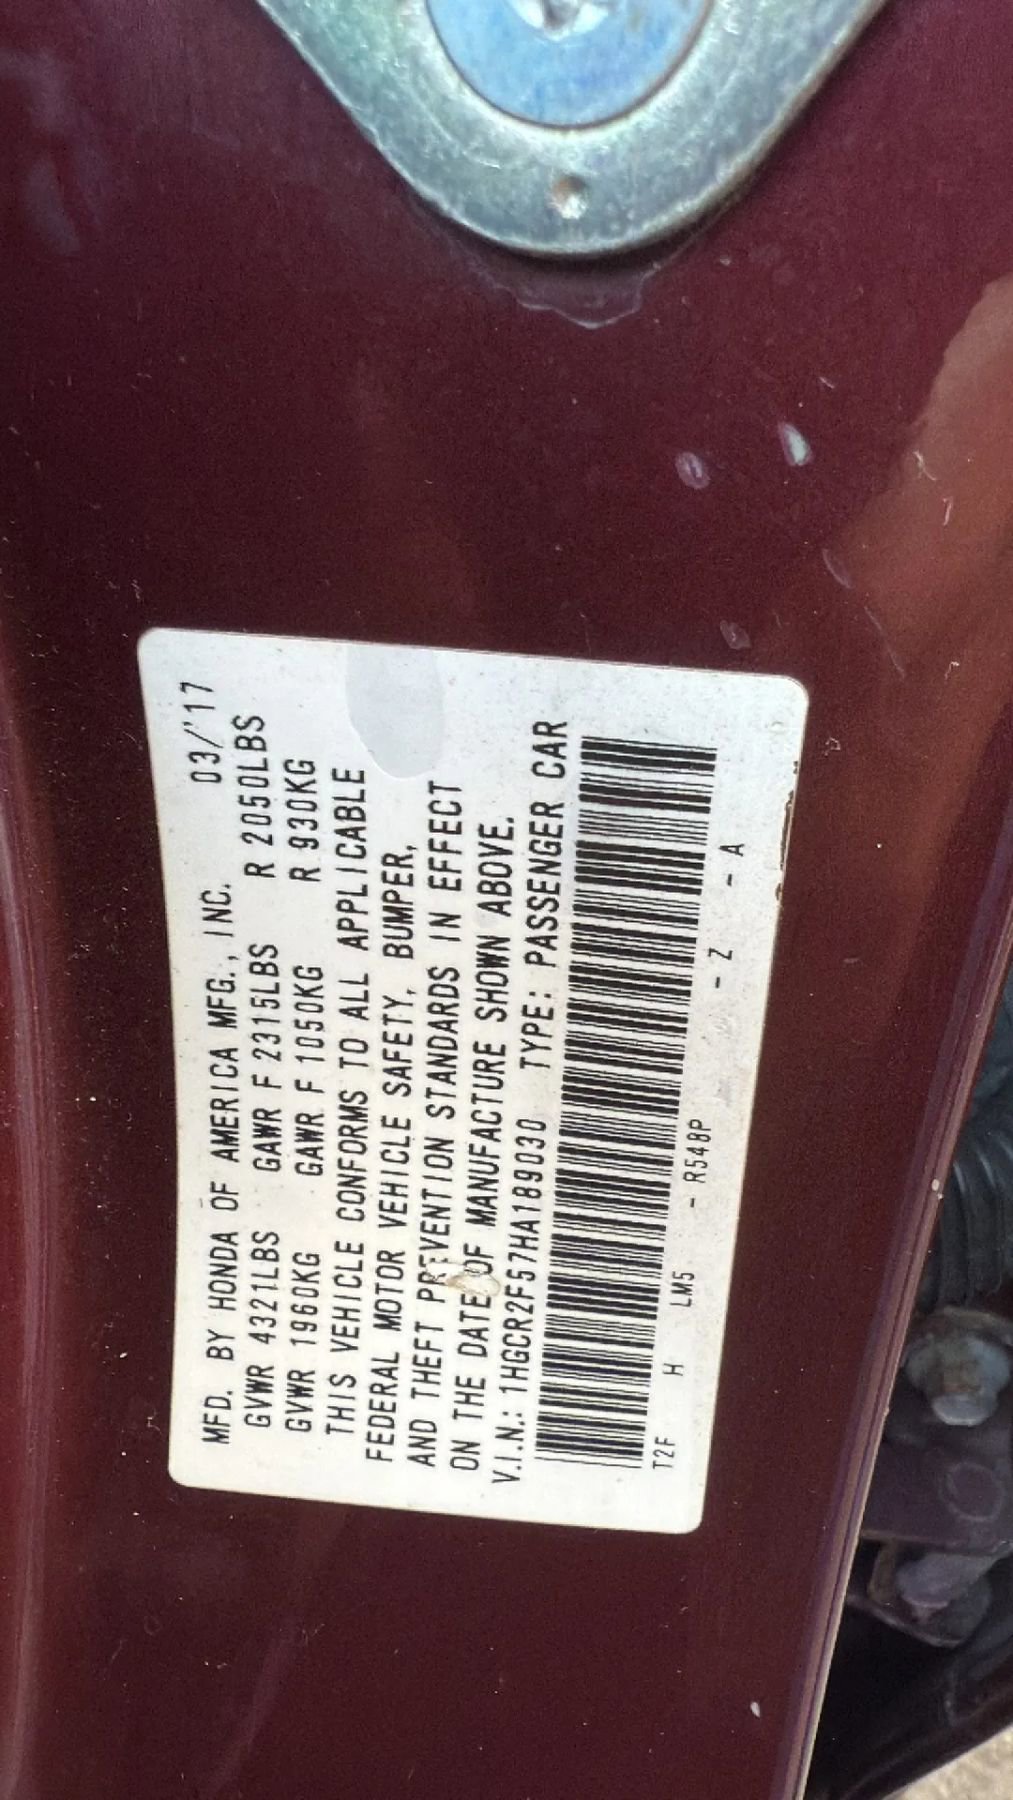 MFD. BY HONDA OF AMERICA MFG., INC. 03/'17
GVWR 4321LBS GAWR F 2315LBS R 2050LBS
GVWR 1960KG GAWR F 1050KG R 930KG
THIS VEHICLE CONFORMS TO ALL APPLICABLE
FEDERAL MOTOR VEHICLE SAFETY, BUMPER,
AND THEFT PREVENTION STANDARDS IN EFFECT
ON THE DATE OF MANUFACTURE SHOWN ABOVE.
V.I.N.: 1HGCR2F57HA189030 TYPE: PASSENGER CAR
T2F H LM5 - R548P - Z - A